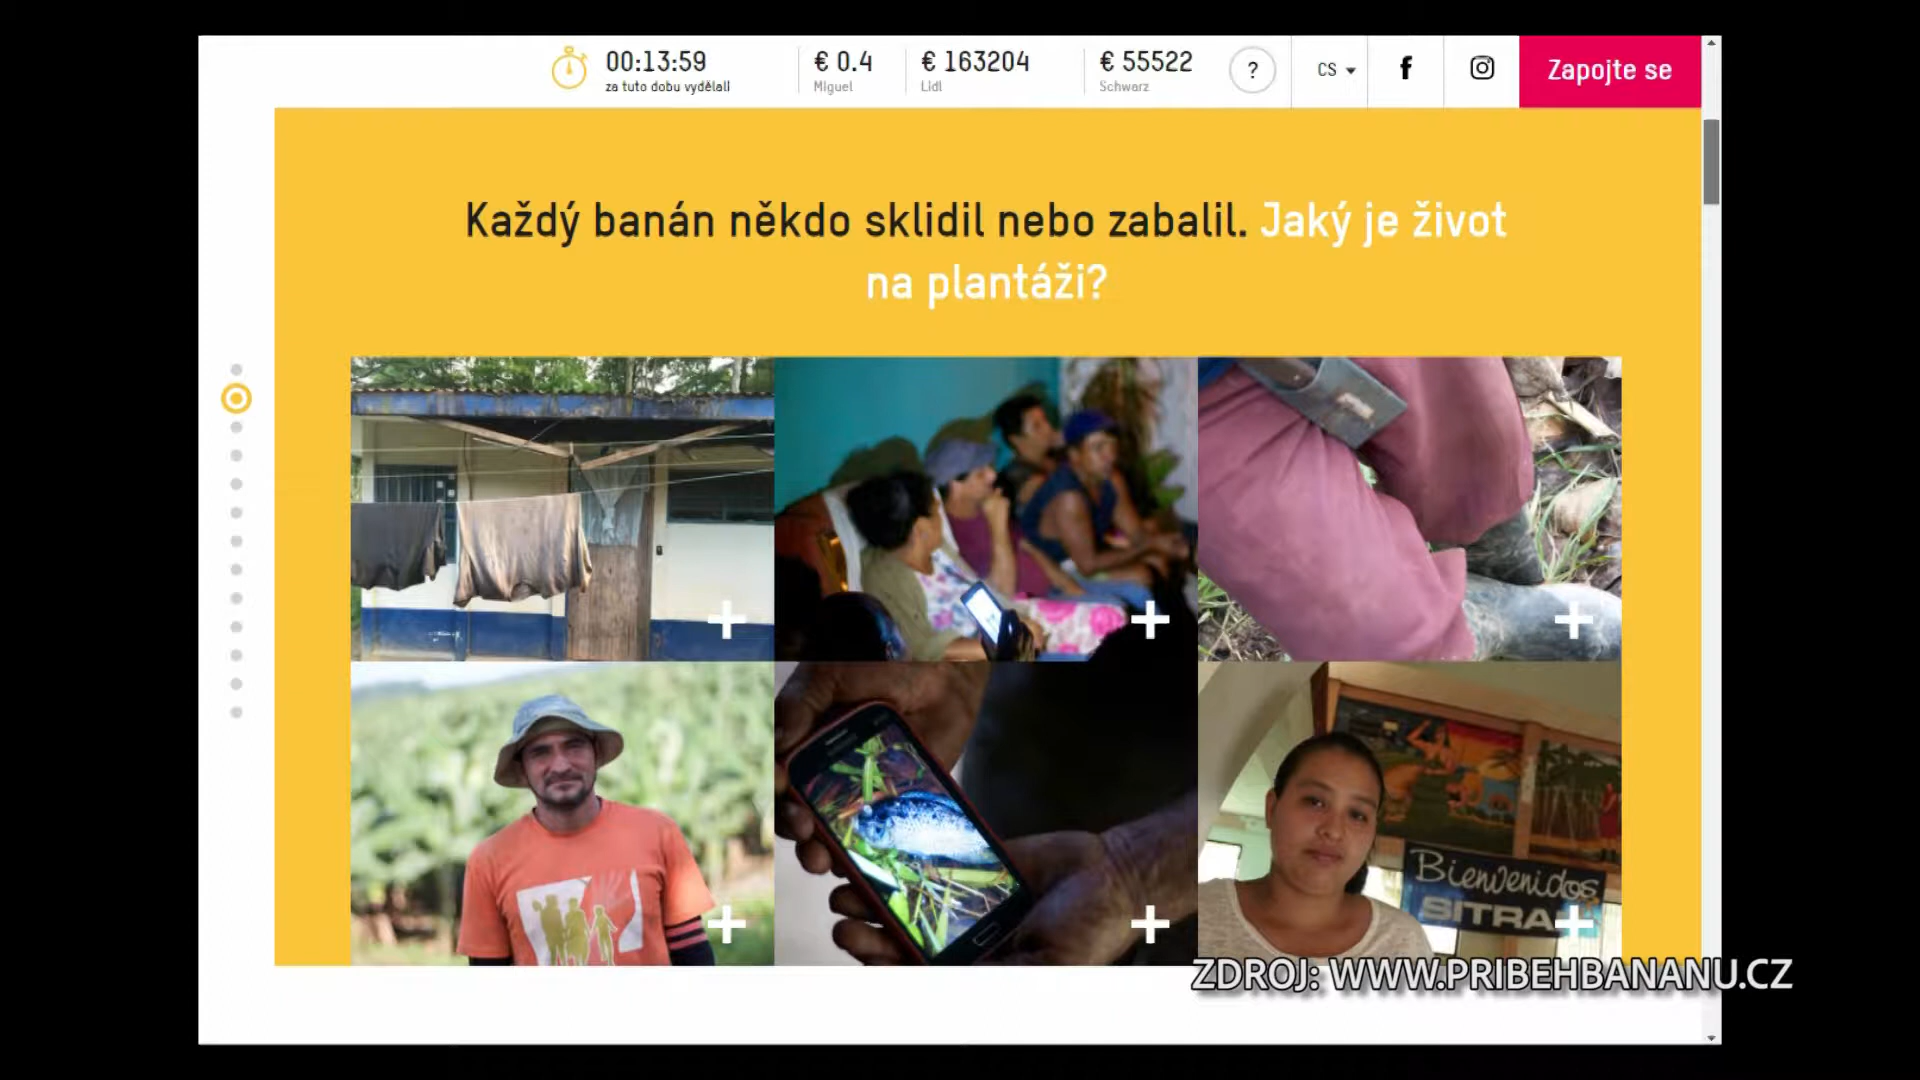 00:13:59
za tuto dobu vydělali
€ 0.4
Miguel
€ 163204
Lidl
€ 55522
Schwarz
?
CS
f
Zapojte se
Každý banán někdo sklidil nebo zabalil. Jaký je život
na plantáži?
Bienvenidos
SITRA
ZDROJ: WWW.PRIBEHBANANU.CZ